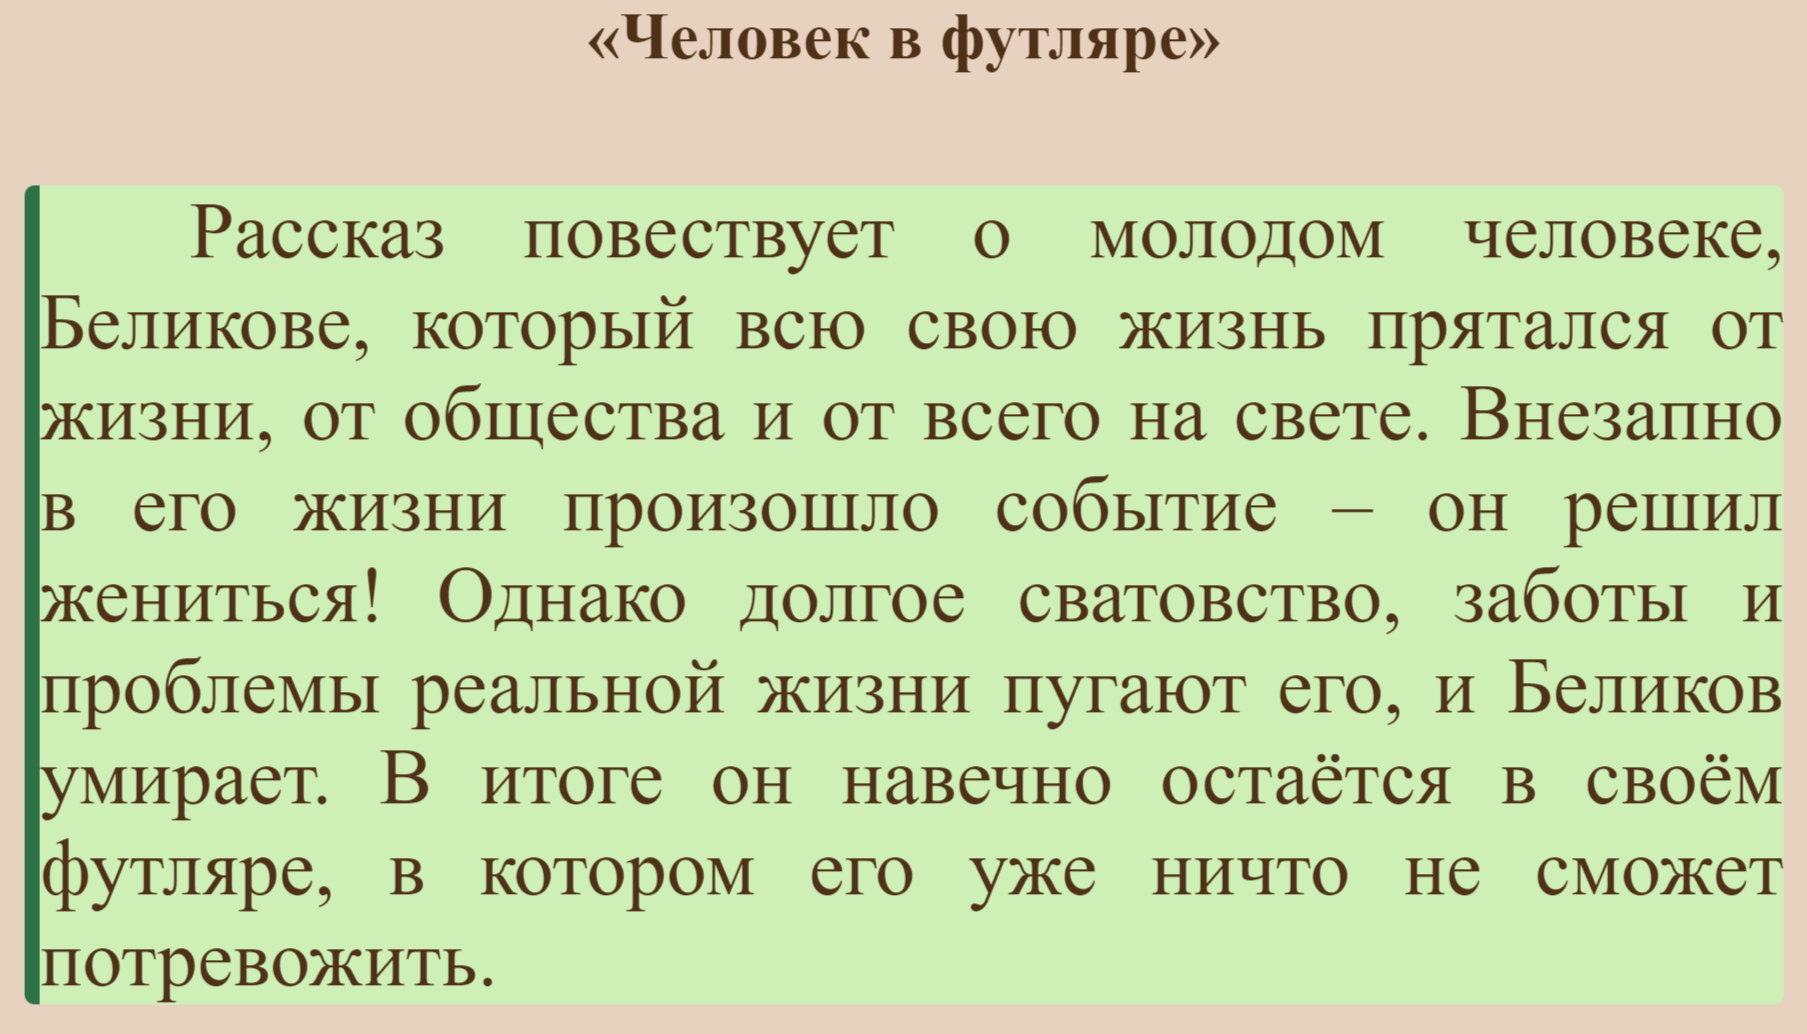 «Человек в футляре»
Рассказ повествует о молодом человеке,
Беликове, который всю свою жизнь прятался от
жизни, от общества и от всего на свете. Внезапно
в его жизни произошло событие – он решил
жениться! Однако долгое сватовство, заботы и
проблемы реальной жизни пугают его, и Беликов
умирает. В итоге он навечно остаётся в своём
футляре, в котором его уже ничто не сможет
потревожить.